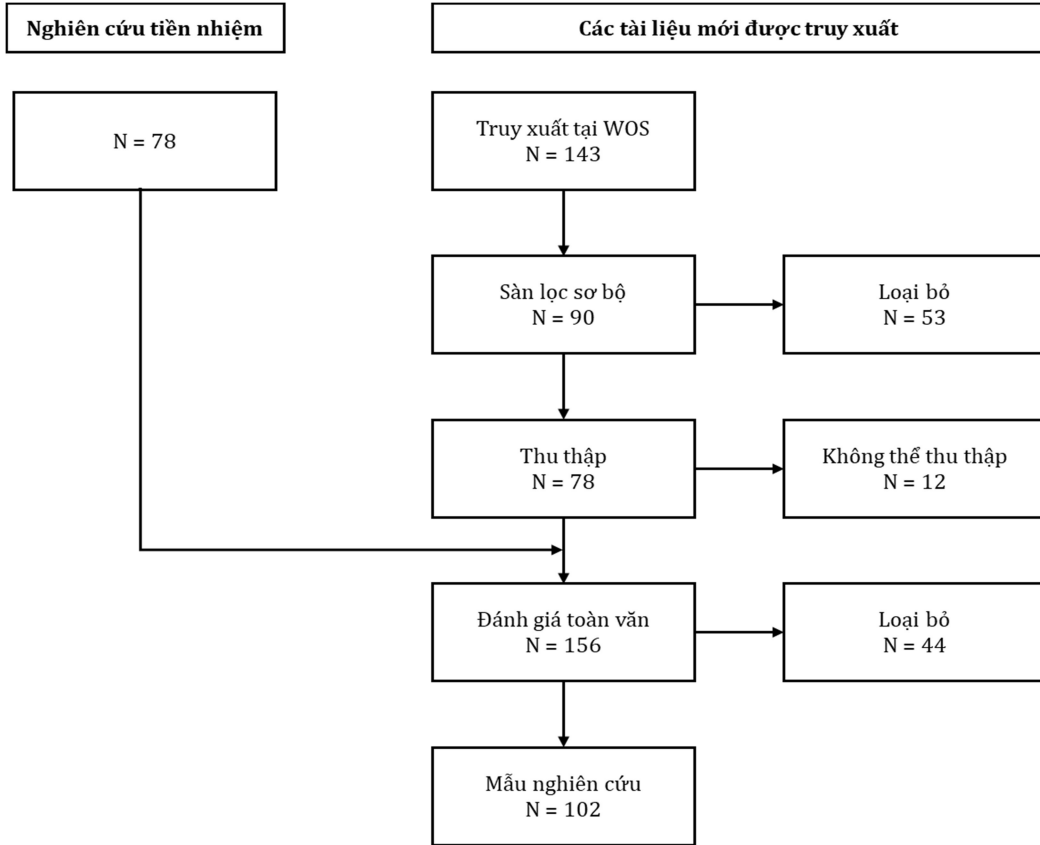 Nghiên cứu tiền nhiệm
Các tài liệu mới được truy xuất
N = 78
Truy xuất tại WOS
N = 143
Sàn lọc sơ bộ
N = 90
Loại bỏ
N = 53
Thu thập
N = 78
Không thể thu thập
N = 12
Đánh giá toàn văn
N = 156
Loại bỏ
N = 44
Mẫu nghiên cứu
N = 102